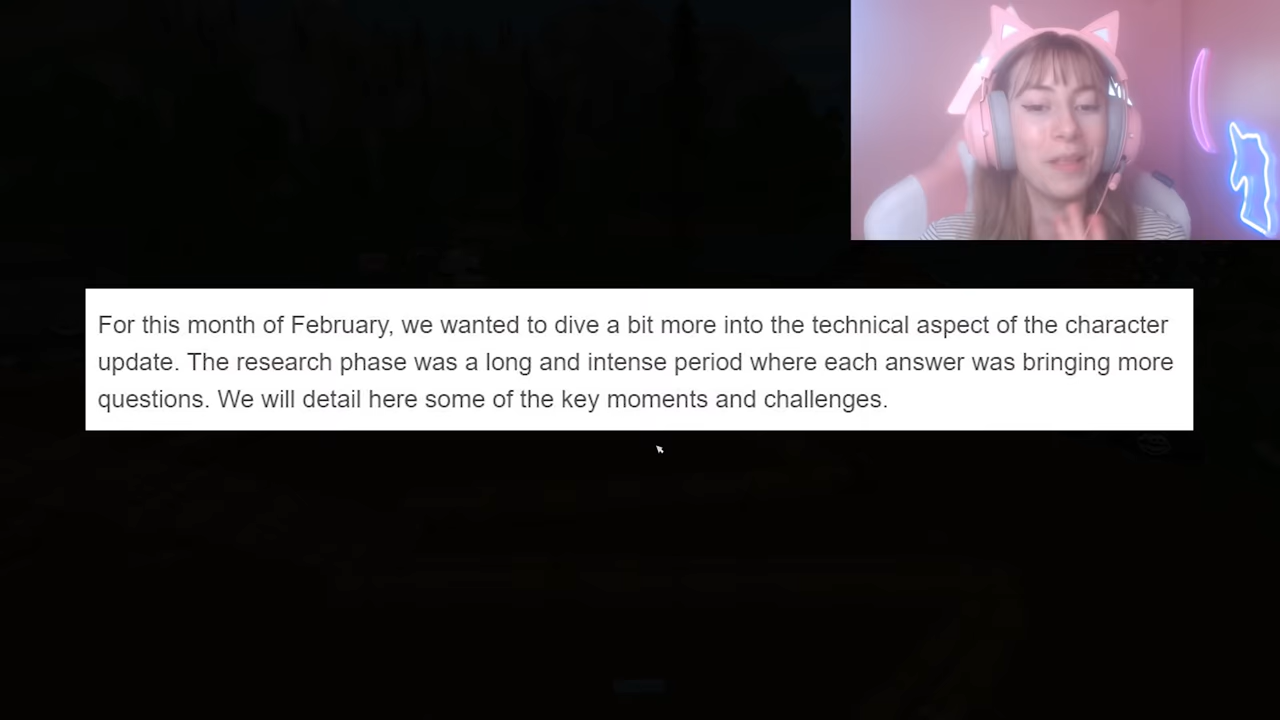 For this month of February, we wanted to dive a bit more into the technical aspect of the character
update. The research phase was a long and intense period where each answer was bringing more
questions. We will detail here some of the key moments and challenges.